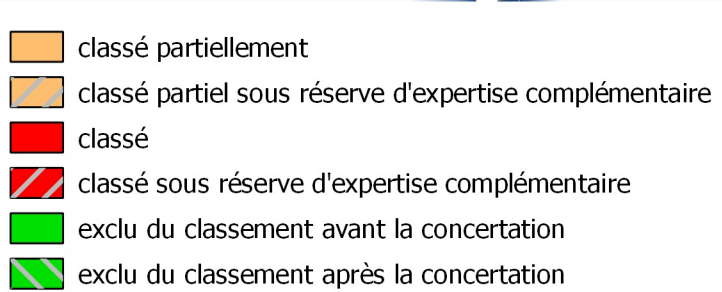 classé partiellement
classé partiel sous réserve d'expertise complémentaire
classé
classé sous réserve d'expertise complémentaire
exclu du classement avant la concertation
exclu du classement après la concertation